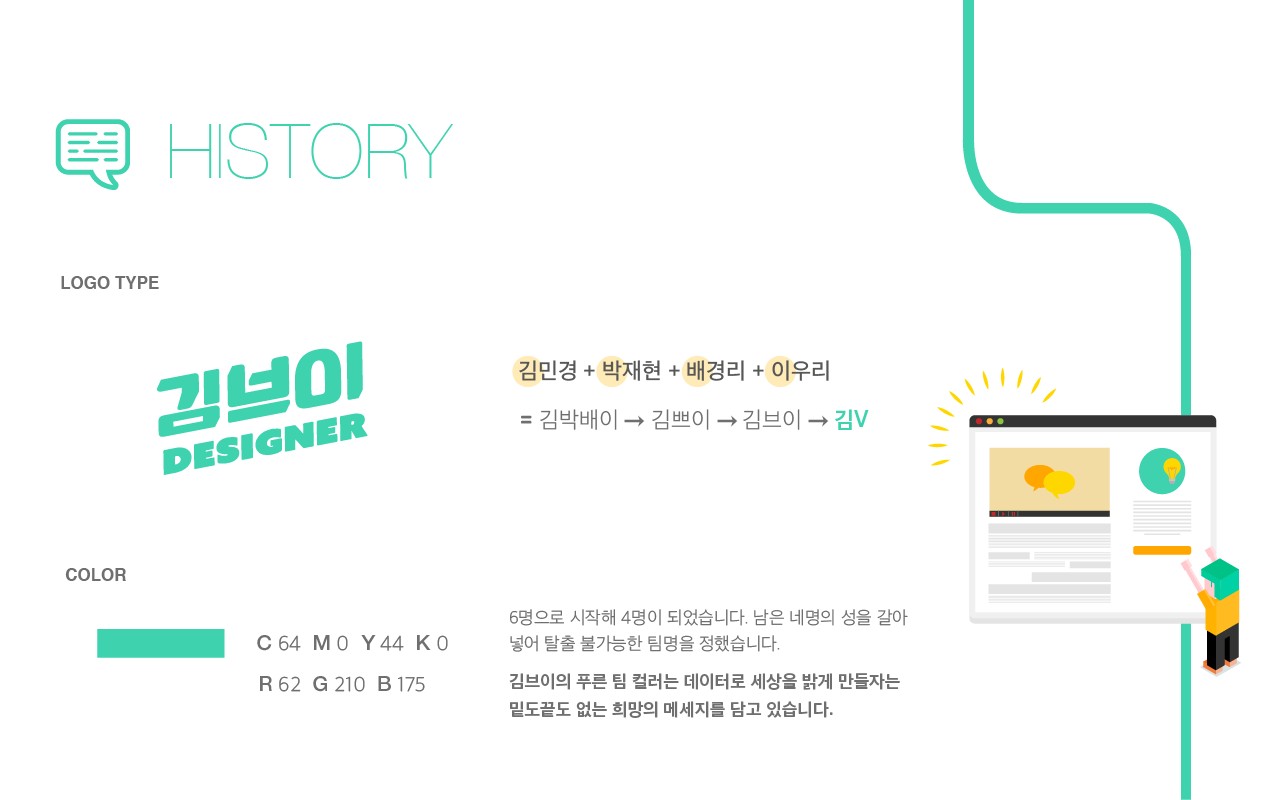 HISTORY
LOGO TYPE
김브이
DESIGNER
김민경 + 박재현 + 배경리 + 이우리
= 김박배이 → 김쁘이 → 김브이 → 김V
COLOR
C 64 M 0 Y 44 K 0
R 62 G 210 B 175
6명으로 시작해 4명이 되었습니다. 남은 네명의 성을 갈아
넣어 탈출 불가능한 팀명을 정했습니다.
김브이의 푸른 팀 컬러는 데이터로 세상을 밝게 만들자는
밑도끝도 없는 희망의 메세지를 담고 있습니다.